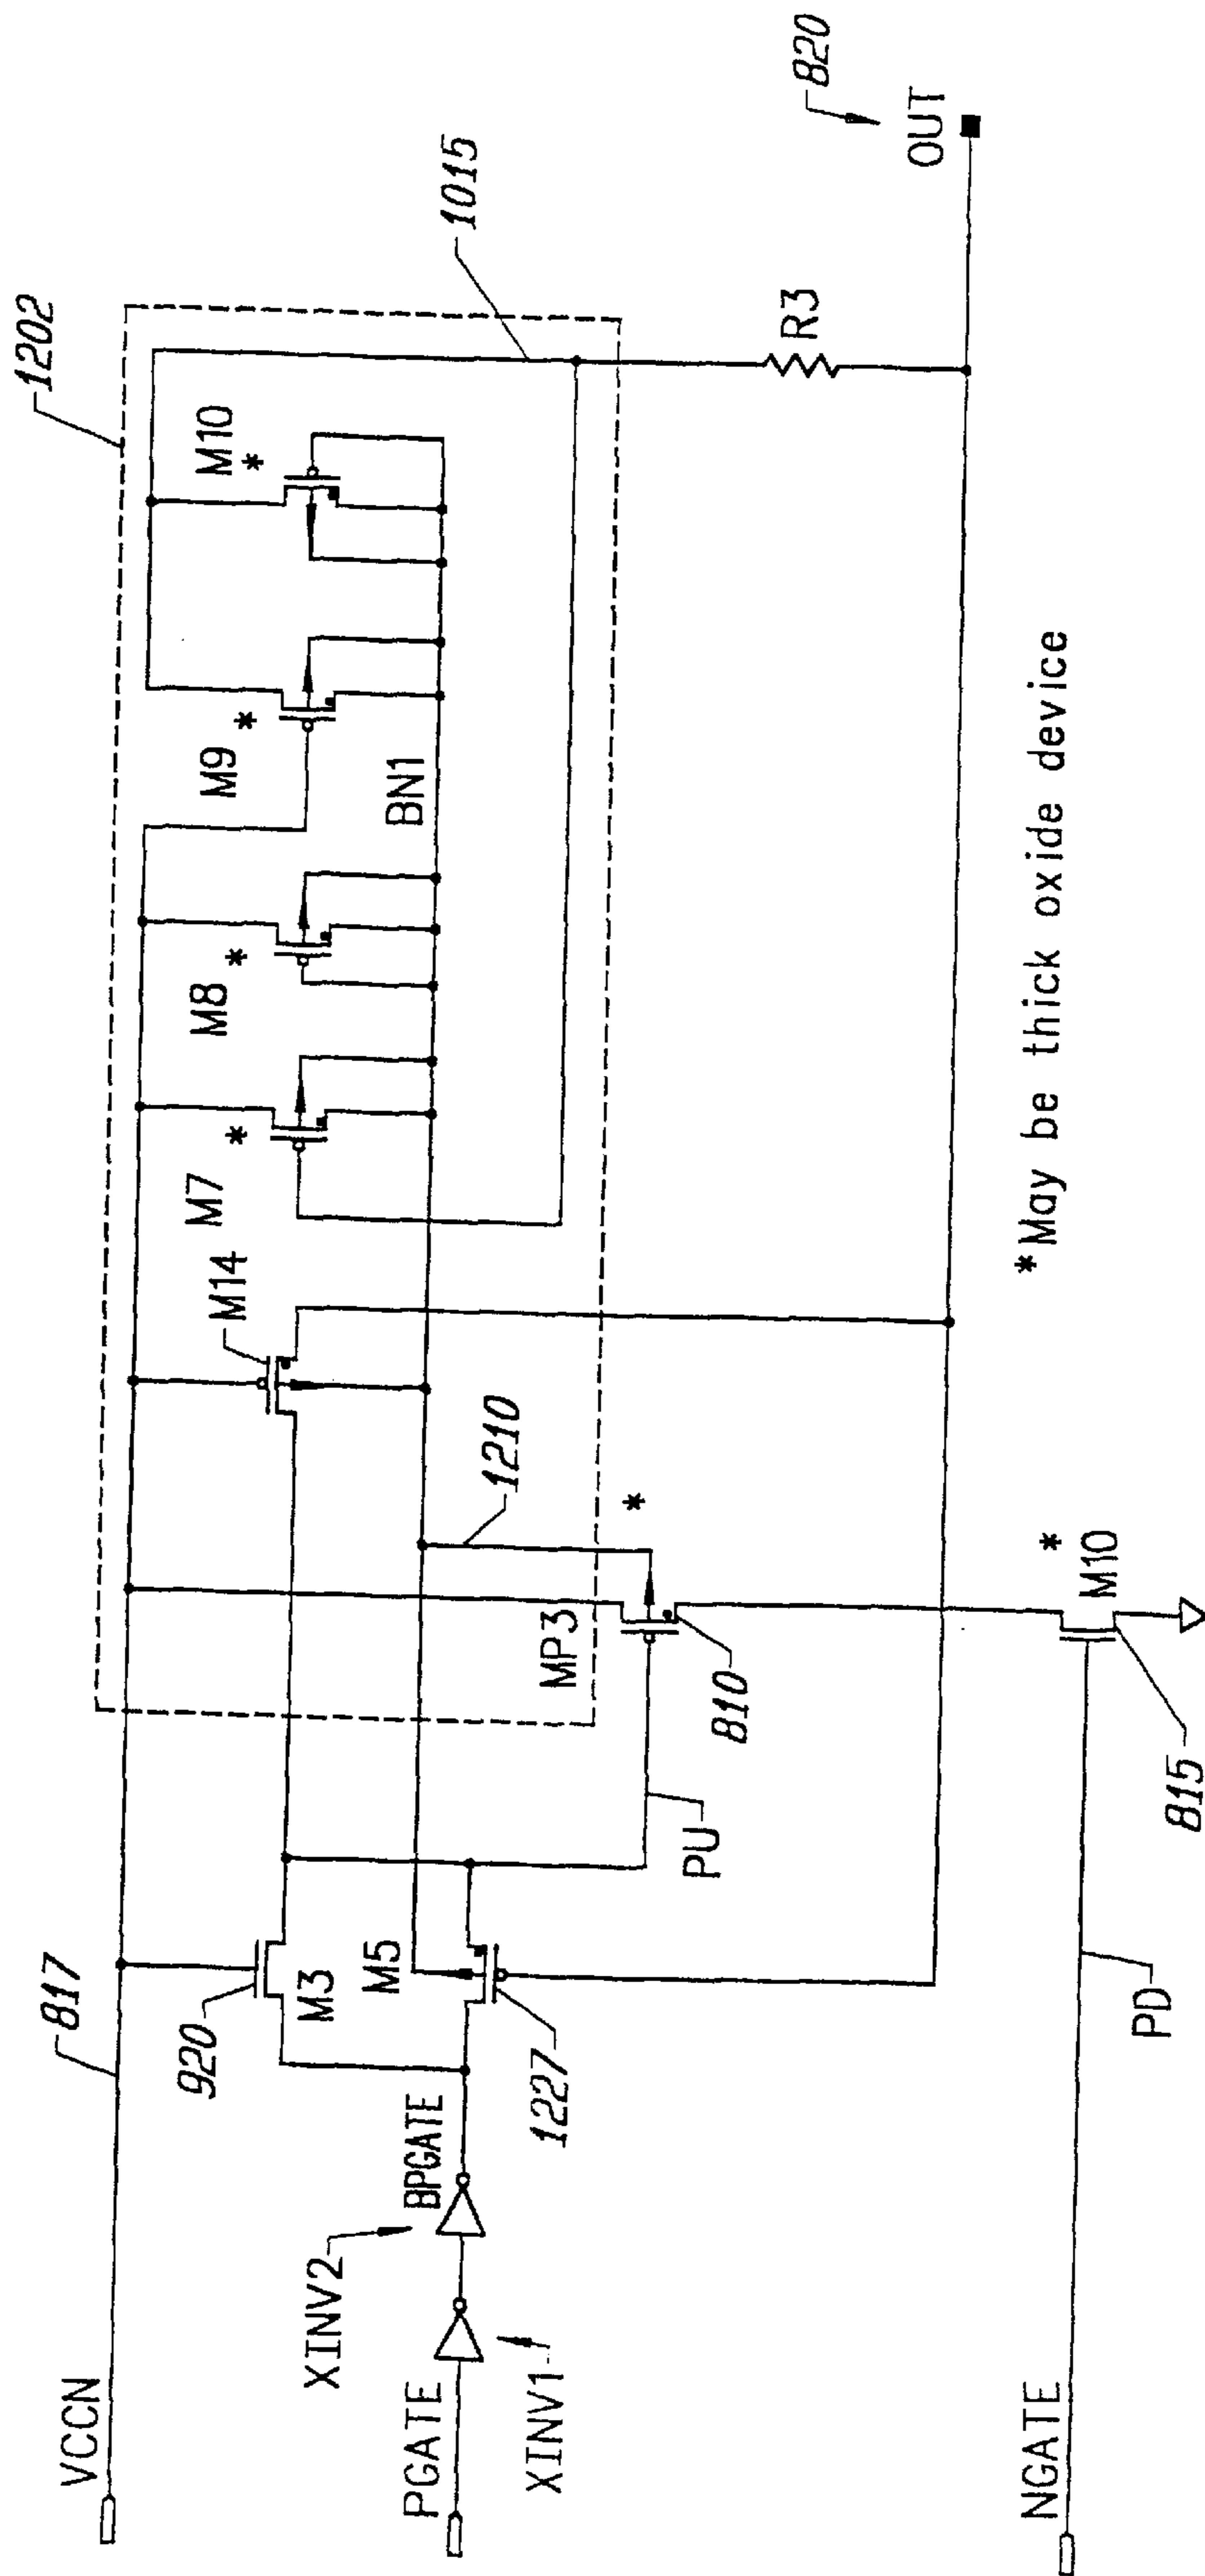 1202
820
1015
OUT
R3
M10
*
M9
*
BN1
M8
*
M7
*
M14
1210
*
MP3
810
*
M10
815
PU
817
920
M3
M5
1227
BPGATE
XINV2
XINV1
VCCN
PGATE
NGATE
PD
*May be thick oxide device